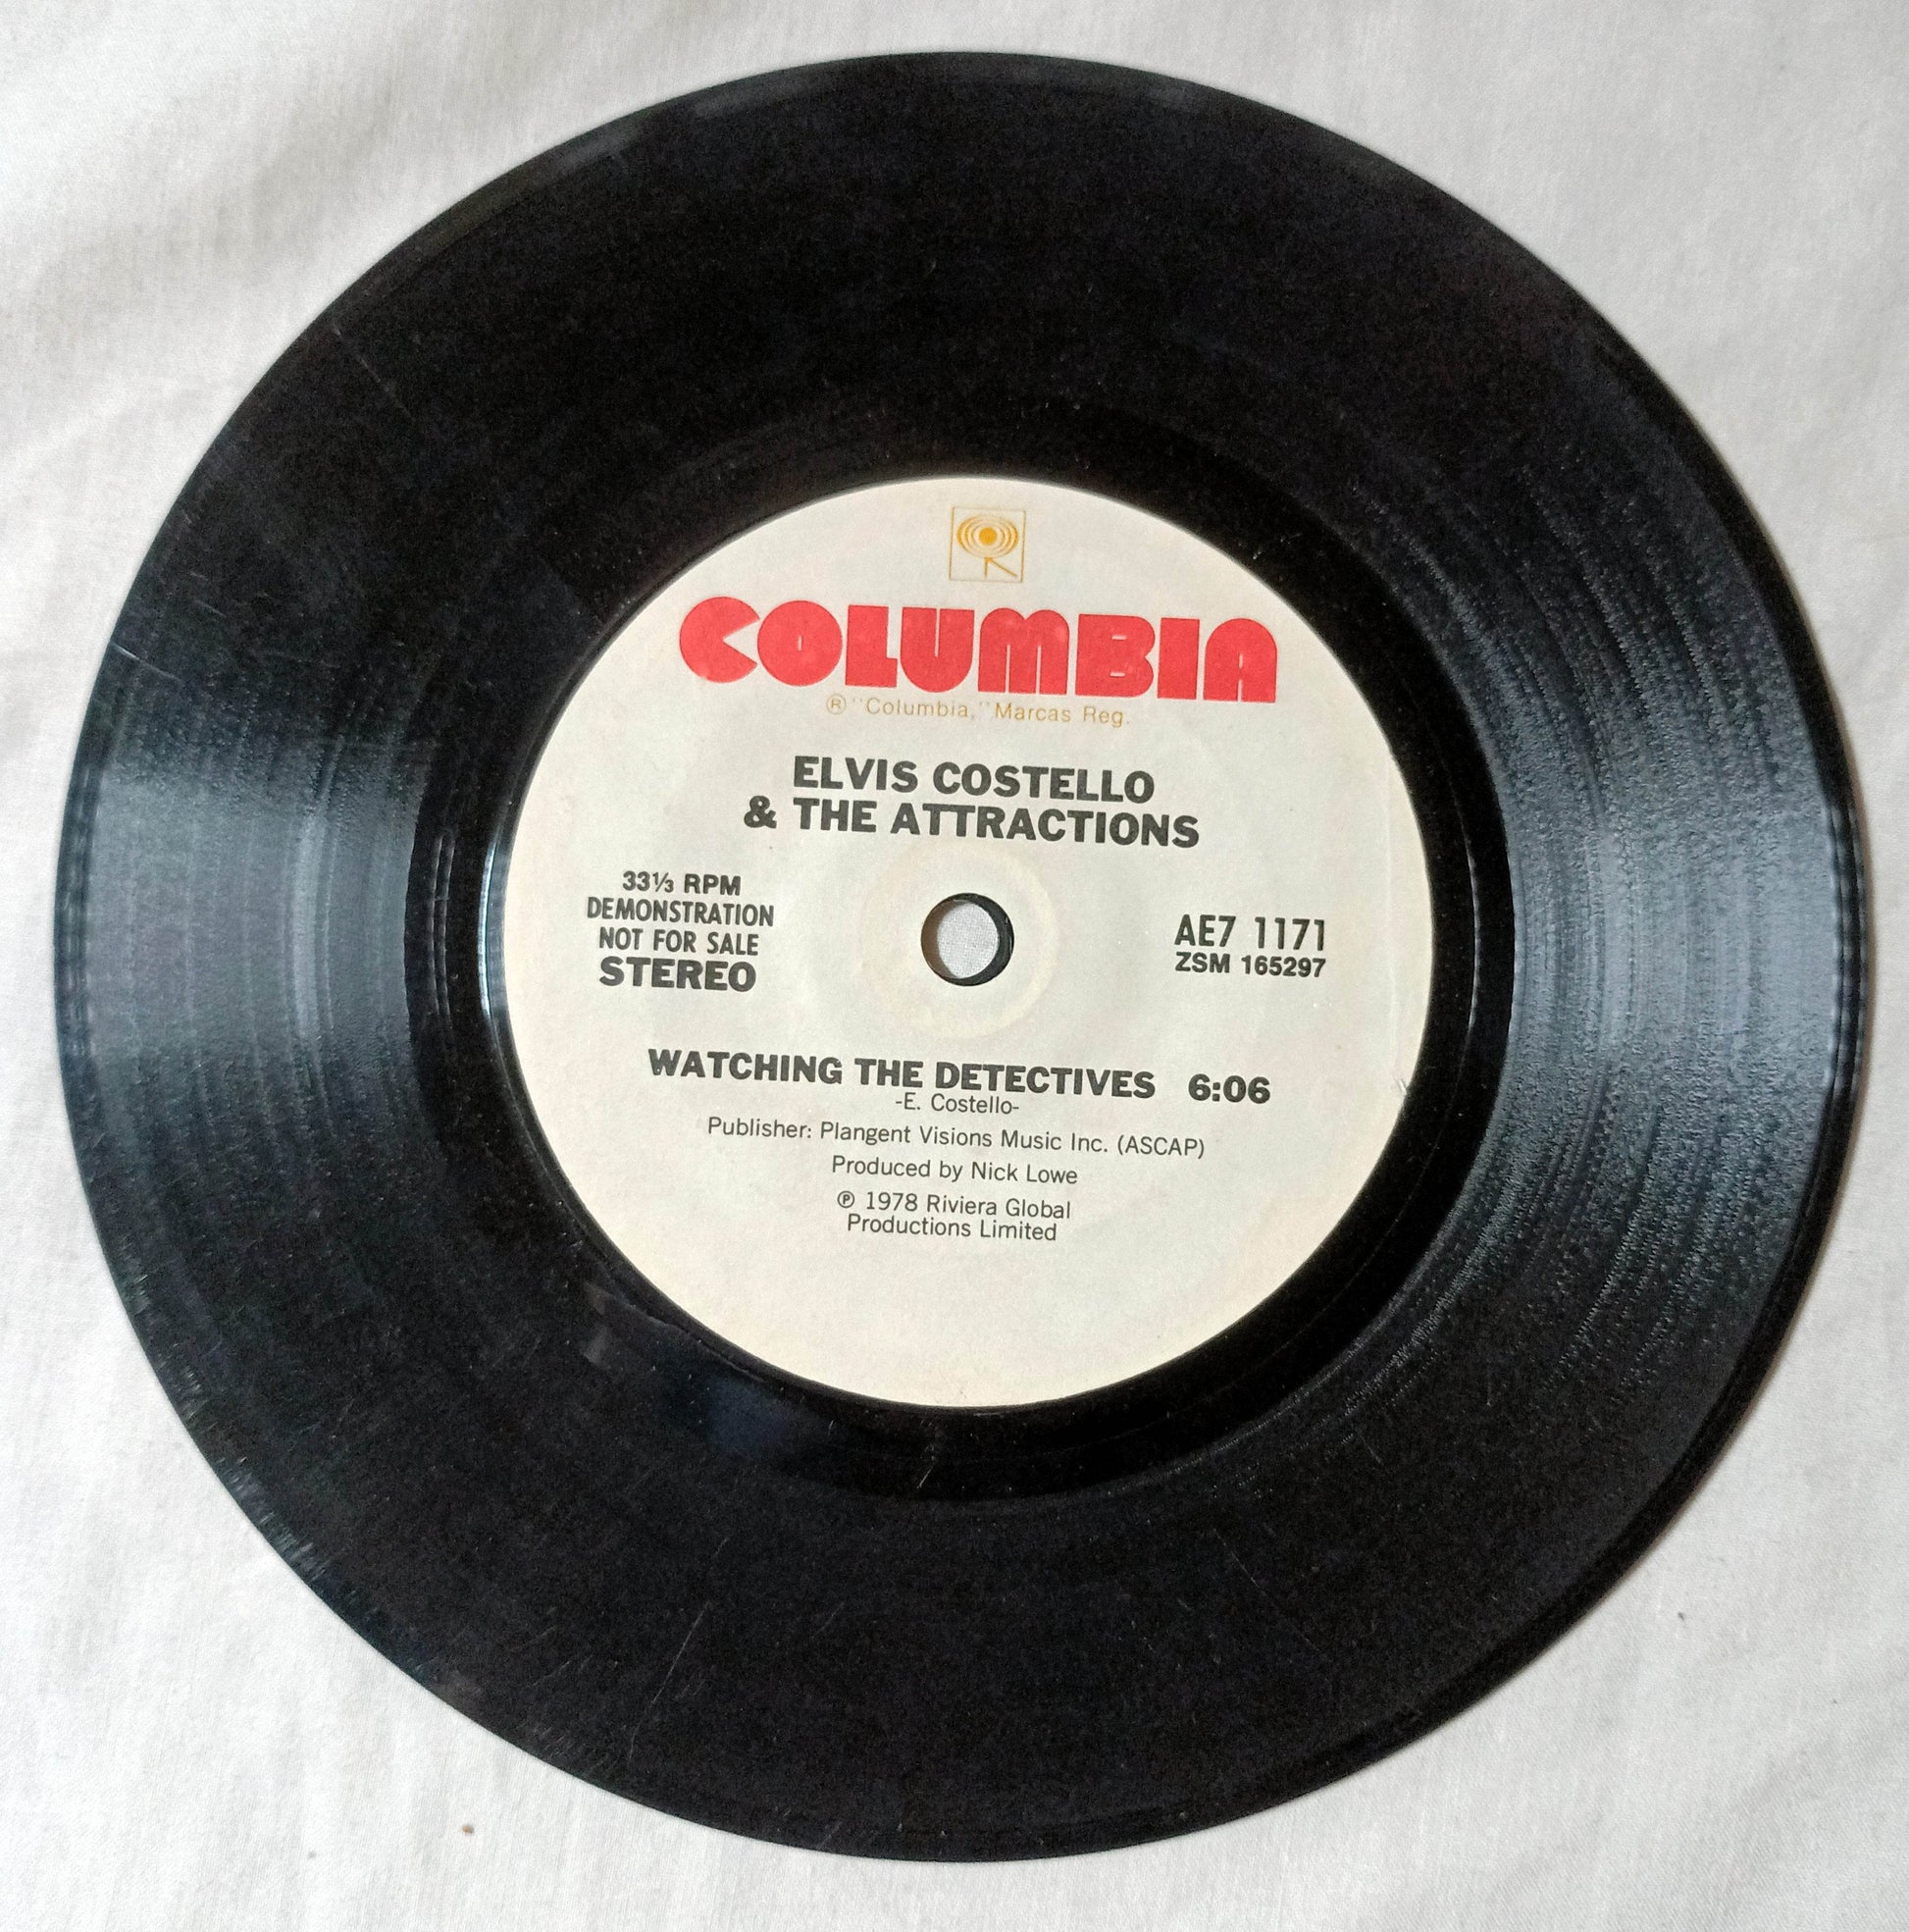 COLUMBIA
® "Columbia," Marcas Reg.
ELVIS COSTELLO
& THE ATTRACTIONS
33⅓ RPM
DEMONSTRATION
NOT FOR SALE
STEREO
AE7 1171
ZSM 165297
WATCHING THE DETECTIVES 6:06
-E. Costello-
Publisher: Plangent Visions Music Inc. (ASCAP)
Produced by Nick Lowe
℗ 1978 Riviera Global
Productions Limited